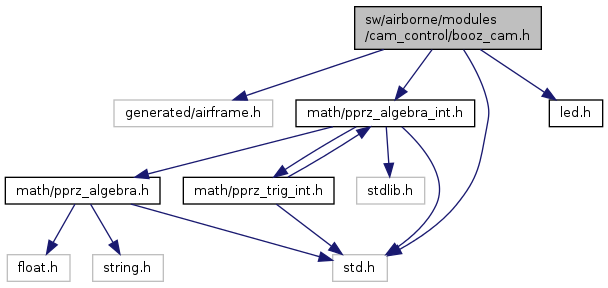 sw/airborne/modules
/cam_control/booz_cam.h
generated/airframe.h
math/pprz_algebra_int.h
led.h
math/pprz_algebra.h
math/pprz_trig_int.h
stdlib.h
float.h
string.h
std.h